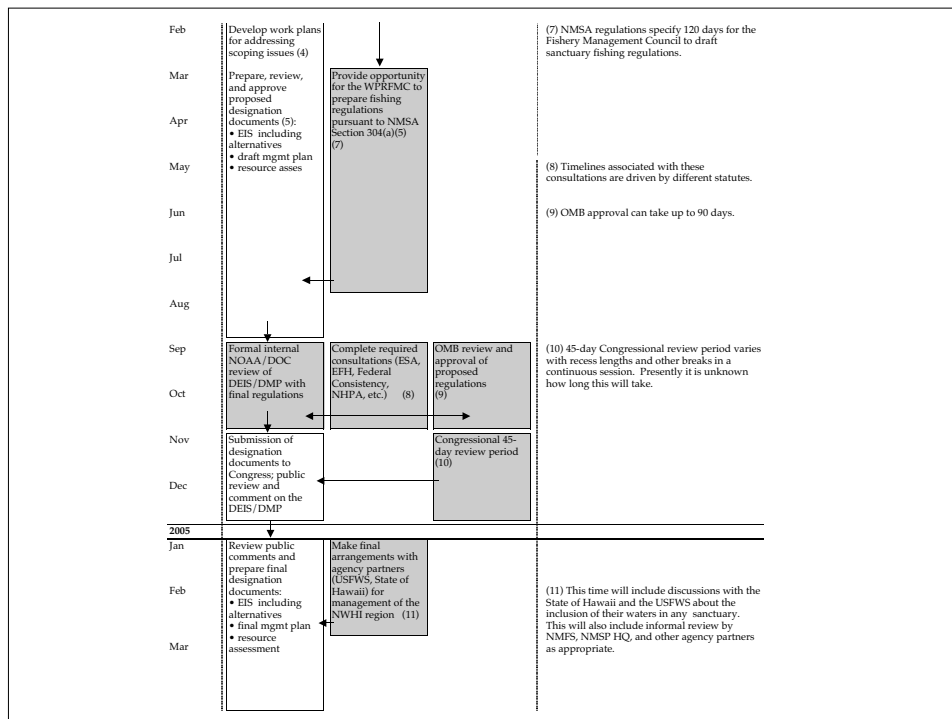 Feb
Develop work plans
for addressing
scoping issues (4)
(7) NMSA regulations specify 120 days for the
Fishery Management Council to draft
sanctuary fishing regulations.
Mar
Prepare, review,
and approve
proposed
designation
documents (5):
• EIS including
alternatives
• draft mgmt plan
• resource asses
Provide opportunity
for the WPRFMC to
prepare fishing
regulations
pursuant to NMSA
Section 304(a)(5)
(7)
Apr
May
(8) Timelines associated with these
consultations are driven by different statutes.
Jun
(9) OMB approval can take up to 90 days.
Jul
Aug
Sep
Formal internal
NOAA/DOC
review of
DEIS/DMP with
final regulations
Complete required
consultations (ESA,
EFH, Federal
Consistency,
NHPA, etc.) (8)
OMB review and
approval of
proposed
regulations
(9)
(10) 45-day Congressional review period varies
with recess lengths and other breaks in a
continuous session. Presently it is unknown
how long this will take.
Oct
Nov
Submission of
designation
documents to
Congress; public
review and
comment on the
DEIS/DMP
Congressional 45-
day review period
(10)
Dec
2005
Jan
Review public
comments and
prepare final
designation
documents:
• EIS including
alternatives
• final mgmt plan
• resource
assessment
Make final
arrangements with
agency partners
(USFWS, State of
Hawaii) for
management of the
NWHI region (11)
Feb
(11) This time will include discussions with the
State of Hawaii and the USFWS about the
inclusion of their waters in any sanctuary.
This will also include informal review by
NMFS, NMSP HQ, and other agency partners
as appropriate.
Mar